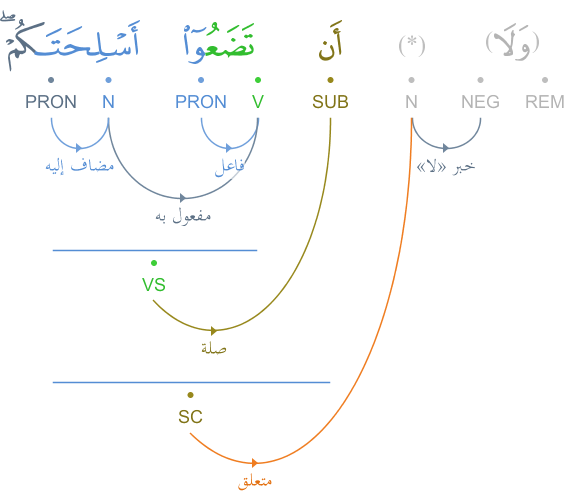 (وَلَا) (*) أَن تَضَعُوٓا۟ أَسْلِحَتَكُمْ ۖ
REM NEG N SUB V PRON N PRON
خبر «لا» فاعل مضاف إليه
مفعول به
VS
صلة
SC
متعلق